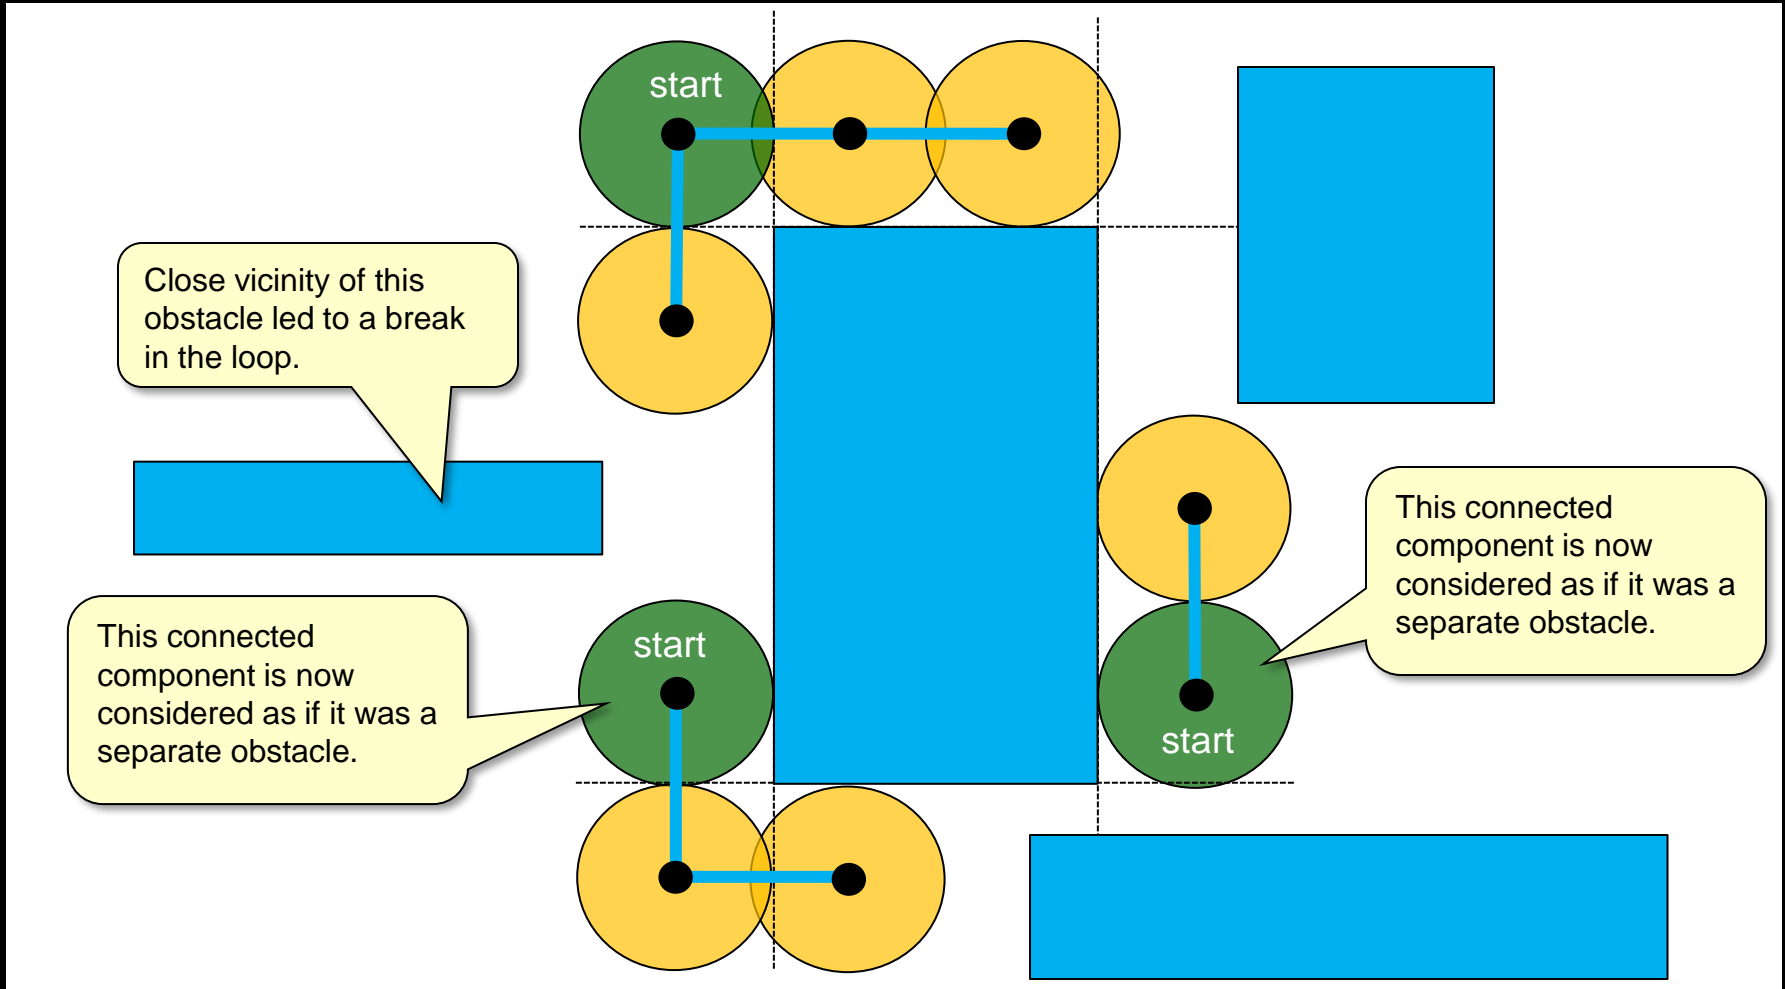 start
Close vicinity of this
obstacle led to a break
in the loop.
This connected
component is now
considered as if it was a
separate obstacle.
This connected
component is now
considered as if it was a
separate obstacle.
start
start